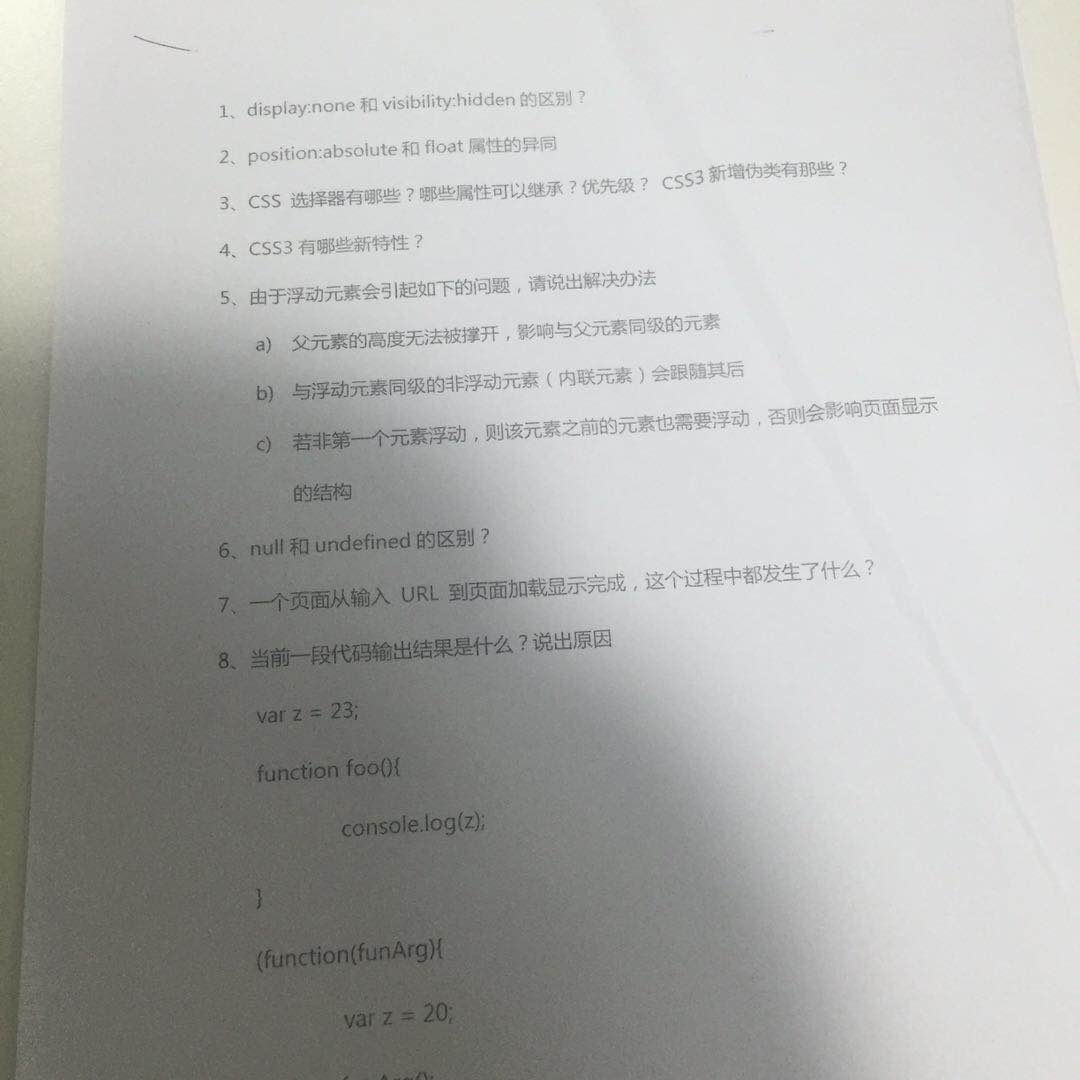 1、display:none 和 visibility:hidden 的区别？
2、position:absolute 和 float 属性的异同
3、CSS 选择器有哪些？哪些属性可以继承？优先级？ CSS3 新增伪类有那些？
4、CSS3 有哪些新特性？
5、由于浮动元素会引起如下的问题，请说出解决办法
a) 父元素的高度无法被撑开，影响与父元素同级的元素
b) 与浮动元素同级的非浮动元素（内联元素）会跟随其后
c) 若非第一个元素浮动，则该元素之前的元素也需要浮动，否则会影响页面显示
的结构
6、null 和 undefined 的区别？
7、一个页面从输入 URL 到页面加载显示完成，这个过程中都发生了什么？
8、当前一段代码输出结果是什么？说出原因
var z = 23;
function foo(){
console.log(z);
}
(function(funArg){
var z = 20;